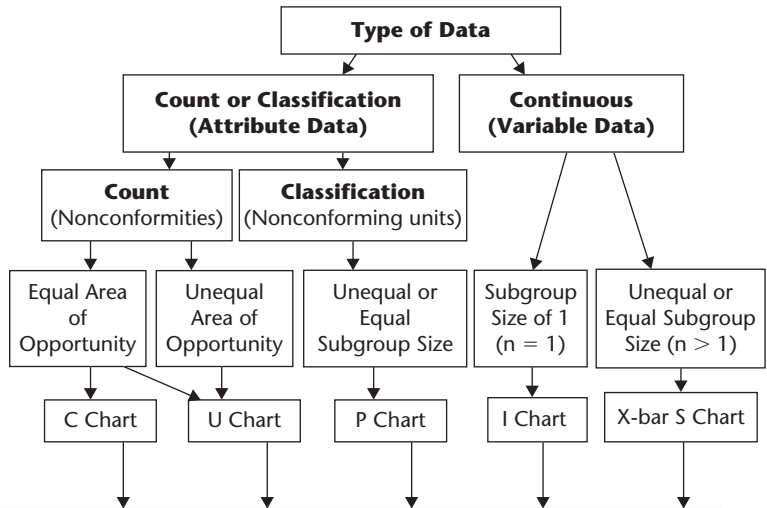 Type of Data
Count or Classification
(Attribute Data)
Continuous
(Variable Data)
Count
(Nonconformities)
Classification
(Nonconforming units)
Equal Area
of
Opportunity
Unequal
Area of
Opportunity
Unequal or
Equal
Subgroup Size
Subgroup
Size of 1
(n = 1)
Unequal or
Equal Subgroup
Size (n > 1)
C Chart
U Chart
P Chart
I Chart
X-bar S Chart